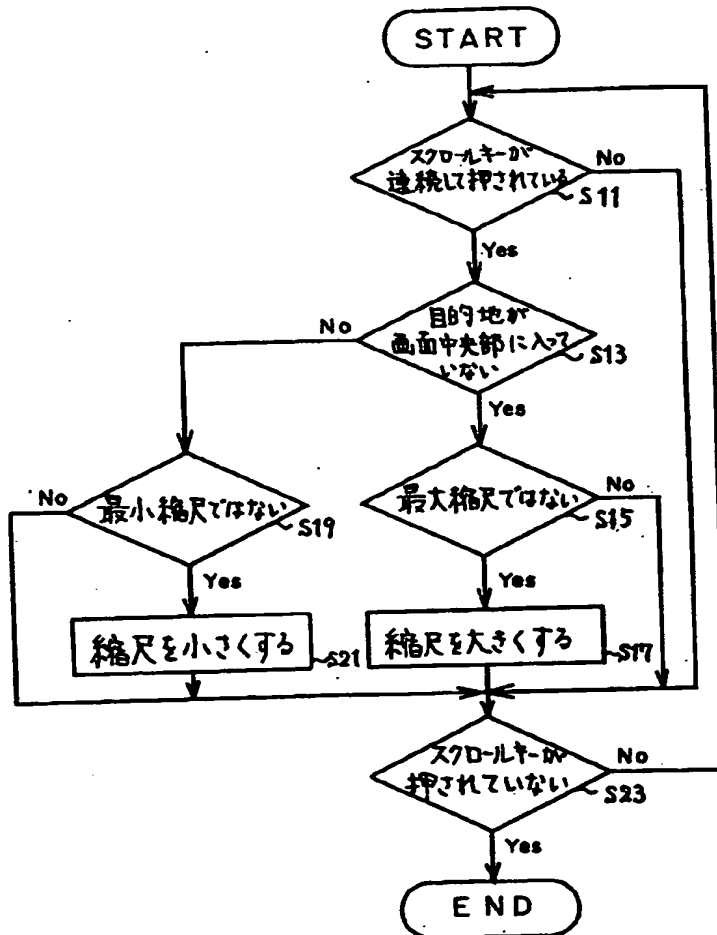 START
スクロールキーが
連続して押されている
No
S11
Yes
目的地が
画面中央部に入って
いない
No
S13
Yes
最小縮尺ではない
No
S19
Yes
最大縮尺ではない
No
S15
Yes
縮尺を小さくする
S21
縮尺を大きくする
S17
スクロールキーが
押されていない
No
S23
Yes
END